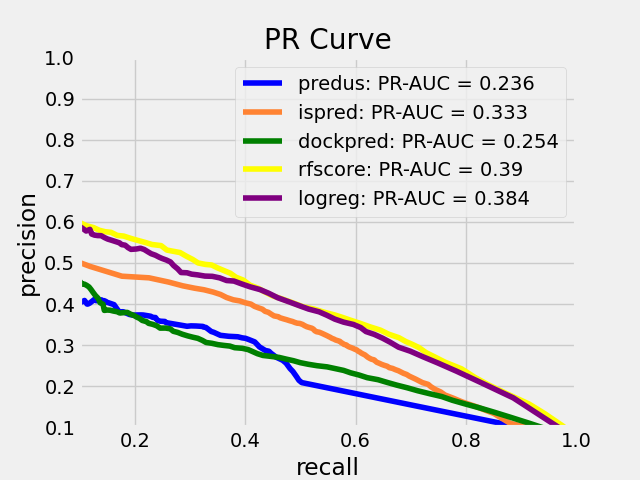 PR Curve
predus: PR-AUC = 0.236
ispred: PR-AUC = 0.333
dockpred: PR-AUC = 0.254
rfscore: PR-AUC = 0.39
logreg: PR-AUC = 0.384
precision
1.0
0.9
0.8
0.7
0.6
0.5
0.4
0.3
0.2
0.1
0.2 0.4 0.6 0.8 1.0
recall